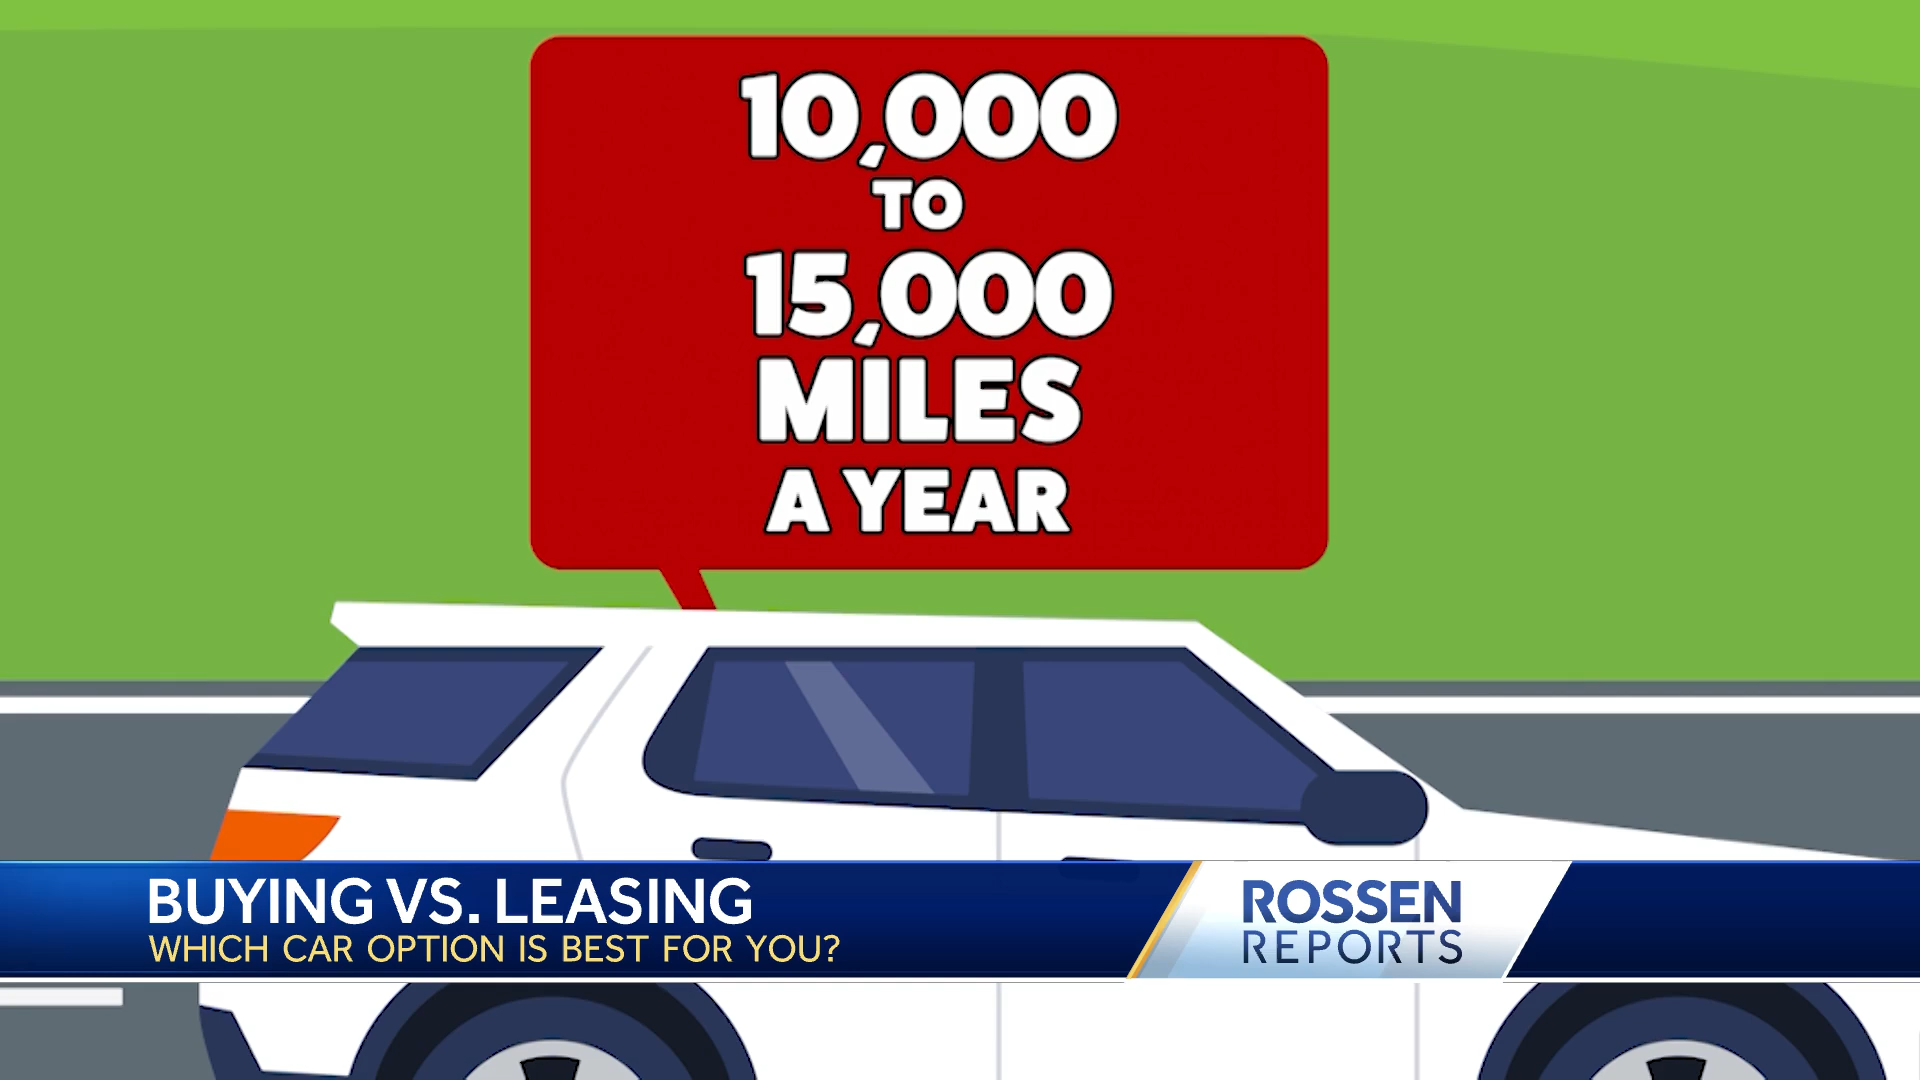 10,000
TO
15,000
MILES
A YEAR
BUYING VS. LEASING
WHICH CAR OPTION IS BEST FOR YOU?
ROSSEN
REPORTS